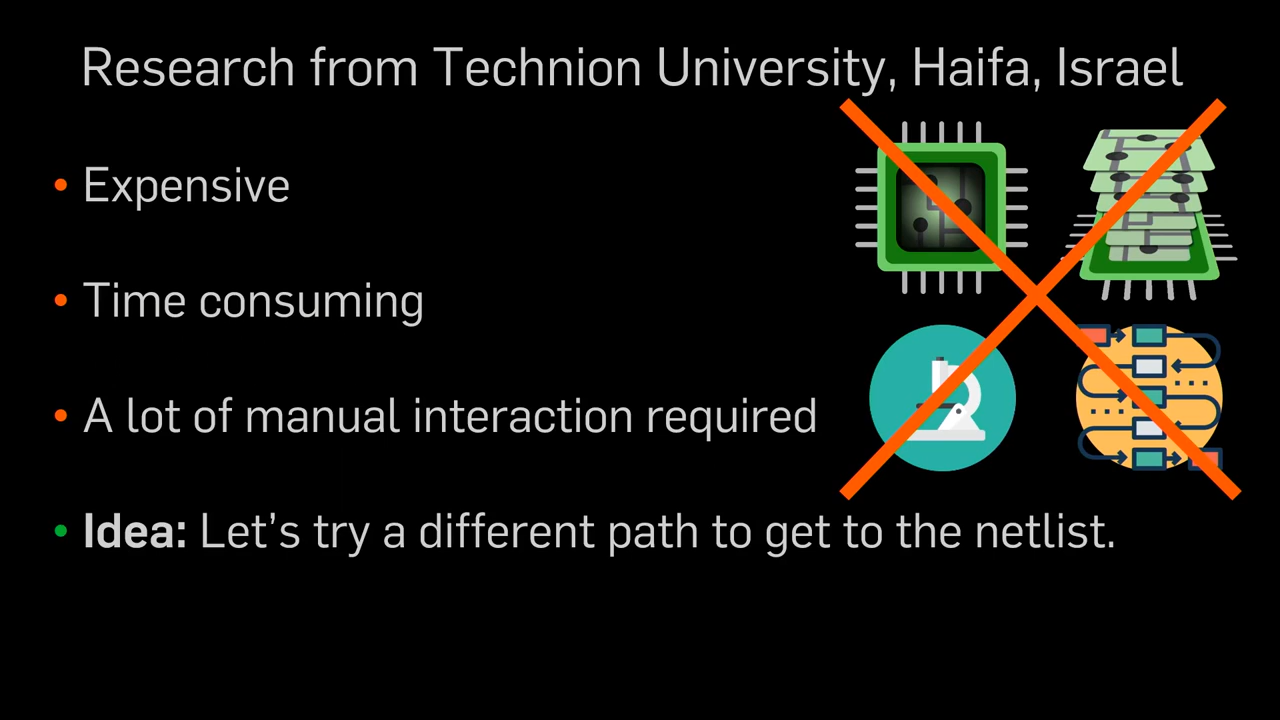 Research from Technion University, Haifa, Israel
• Expensive
• Time consuming
• A lot of manual interaction required
• Idea: Let’s try a different path to get to the netlist.